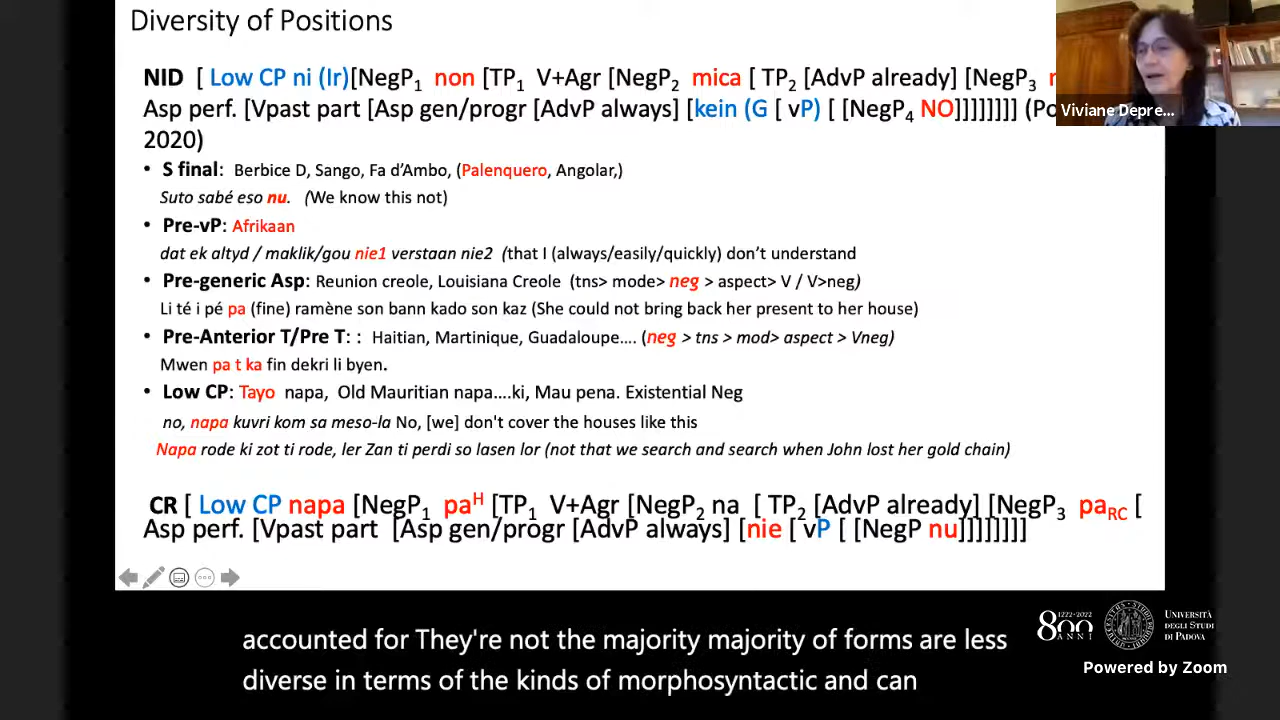 Diversity of Positions
NID [ Low CP ni (Ir)[NegP1 non [TP1 V+Agr [NegP2 mica [ TP2 [AdvP already] [NegP3
Asp perf. [Vpast part [Asp gen/progr [AdvP always] [kein (G [ vP) [ [NegP4 NO]]]]]]]]
2020)
• S final: Berbice D, Sango, Fa d'Ambo, (Palenquero, Angolar,)
Suto sabé eso nu. (We know this not)
• Pre-vP: Afrikaan
dat ek altyd / maklik/gou nie1 verstaan nie2 (that I (always/easily/quickly) don't understand
• Pre-generic Asp: Reunion creole, Louisiana Creole (tns> mode> neg > aspect> V / V>neg)
Li té i pé pa (fine) ramène son bann kado son kaz (She could not bring back her present to her house)
• Pre-Anterior T/Pre T: : Haitian, Martinique, Guadaloupe…. (neg > tns > mod> aspect > Vneg)
Mwen pa t ka fin dekri li byen.
• Low CP: Tayo napa, Old Mauritian napa....ki, Mau pena. Existential Neg
no, napa kuvri kom sa meso-la No, [we] don't cover the houses like this
Napa rode ki zot ti rode, ler Zan ti perdi so lasen lor (not that we search and search when John lost her gold chain)
CR [ Low CP napa [NegP1 paH [TP1 V+Agr [NegP2 na [ TP2 [AdvP already] [NegP3 paRC [
Asp perf. [Vpast part [Asp gen/progr [AdvP always] [nie [ vP [ [NegP nu]]]]]]]]
Viviane Depre...
accounted for They're not the majority majority of forms are less
diverse in terms of the kinds of morphosyntactic and can
1222·2022
800
ANNI
UNIVERSITÀ
DEGLI STUDI
DI PADOVA
Powered by Zoom